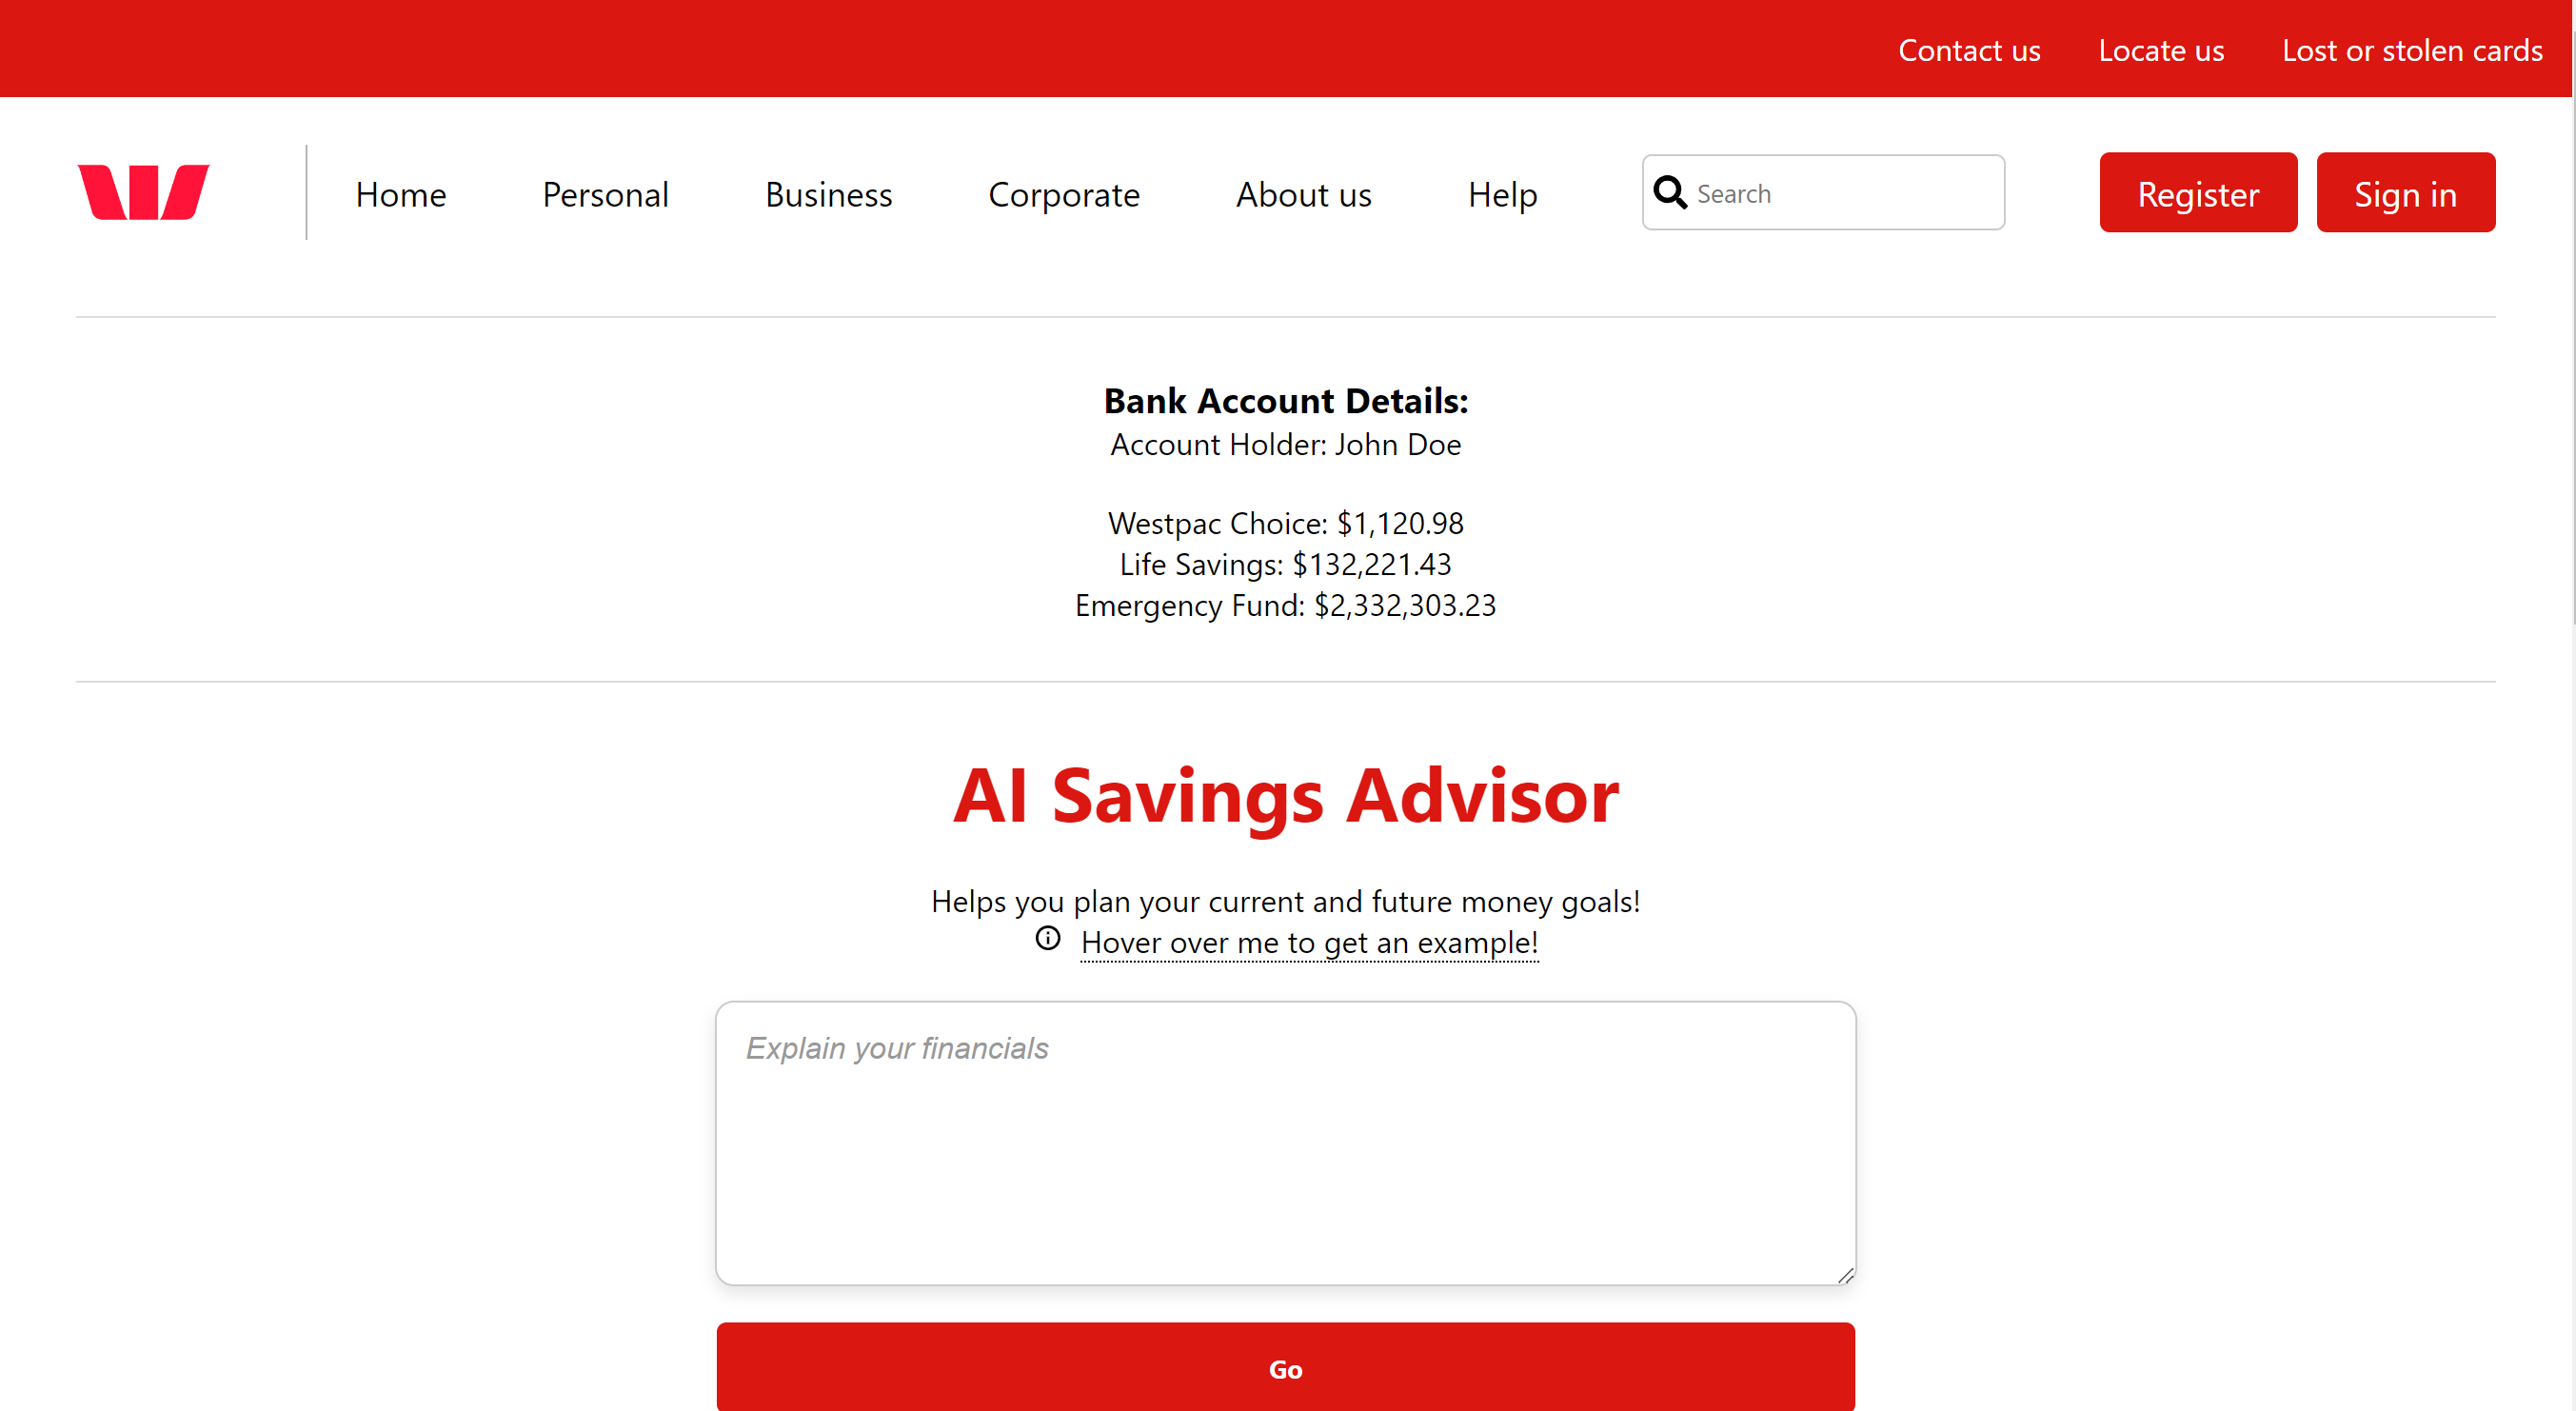 Contact us Locate us Lost or stolen cards
Home Personal Business Corporate About us Help Search Register Sign in
Bank Account Details:
Account Holder: John Doe
Westpac Choice: $1,120.98
Life Savings: $132,221.43
Emergency Fund: $2,332,303.23
AI Savings Advisor
Helps you plan your current and future money goals!
Hover over me to get an example!
Explain your financials
Go